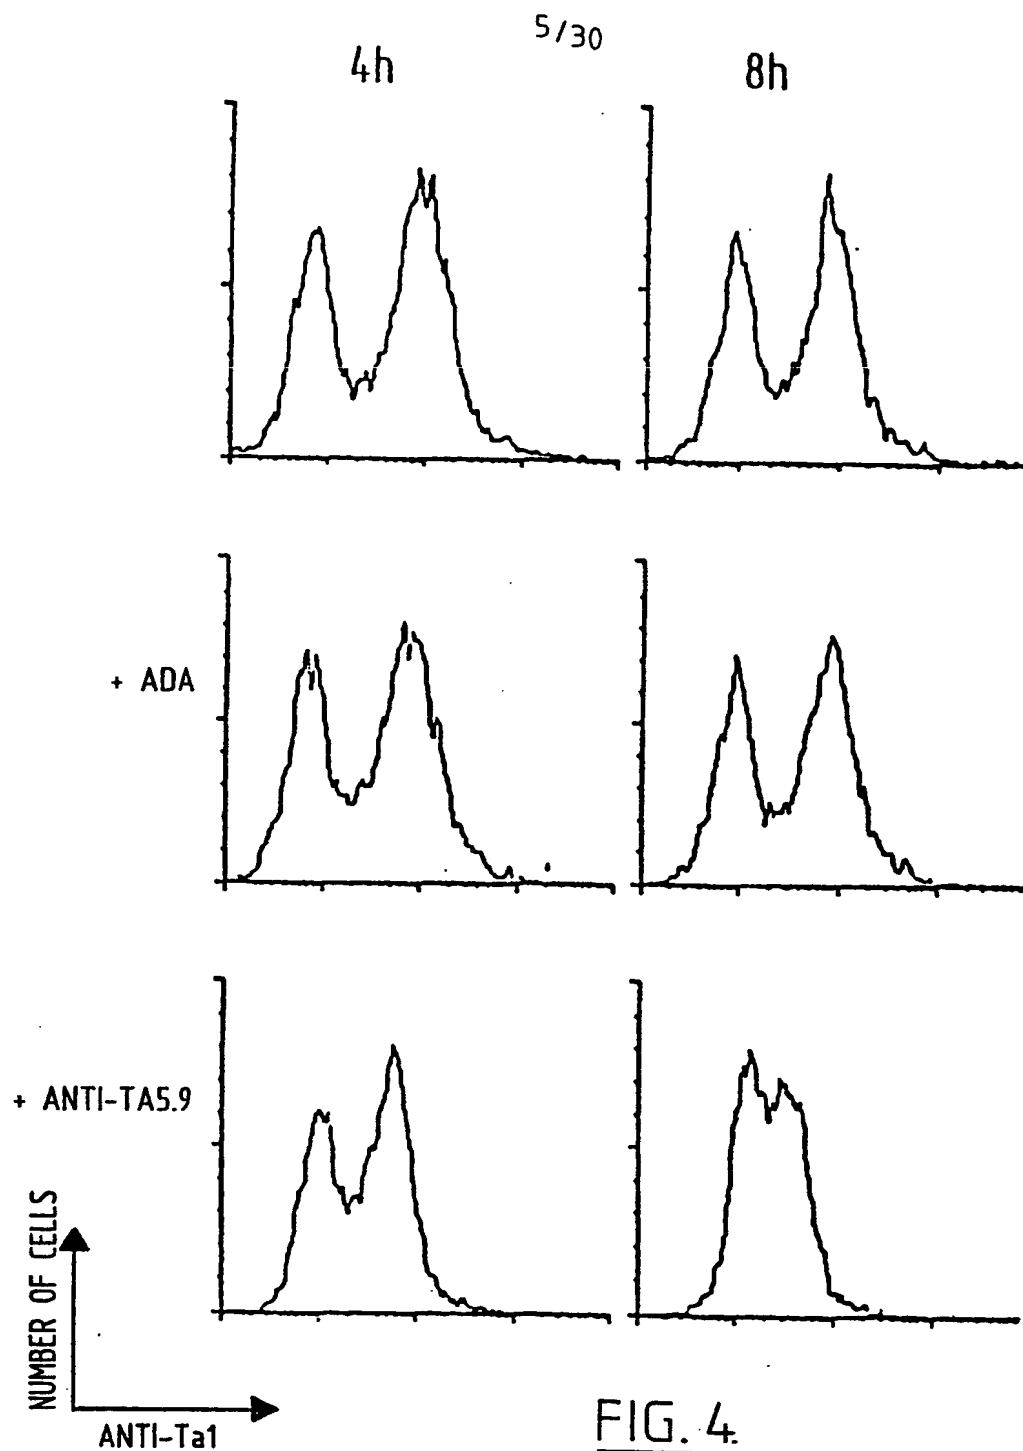 5/30
4h
8h
+ ADA
+ ANTI-TA5.9
NUMBER OF CELLS
ANTI-Ta1
FIG. 4.